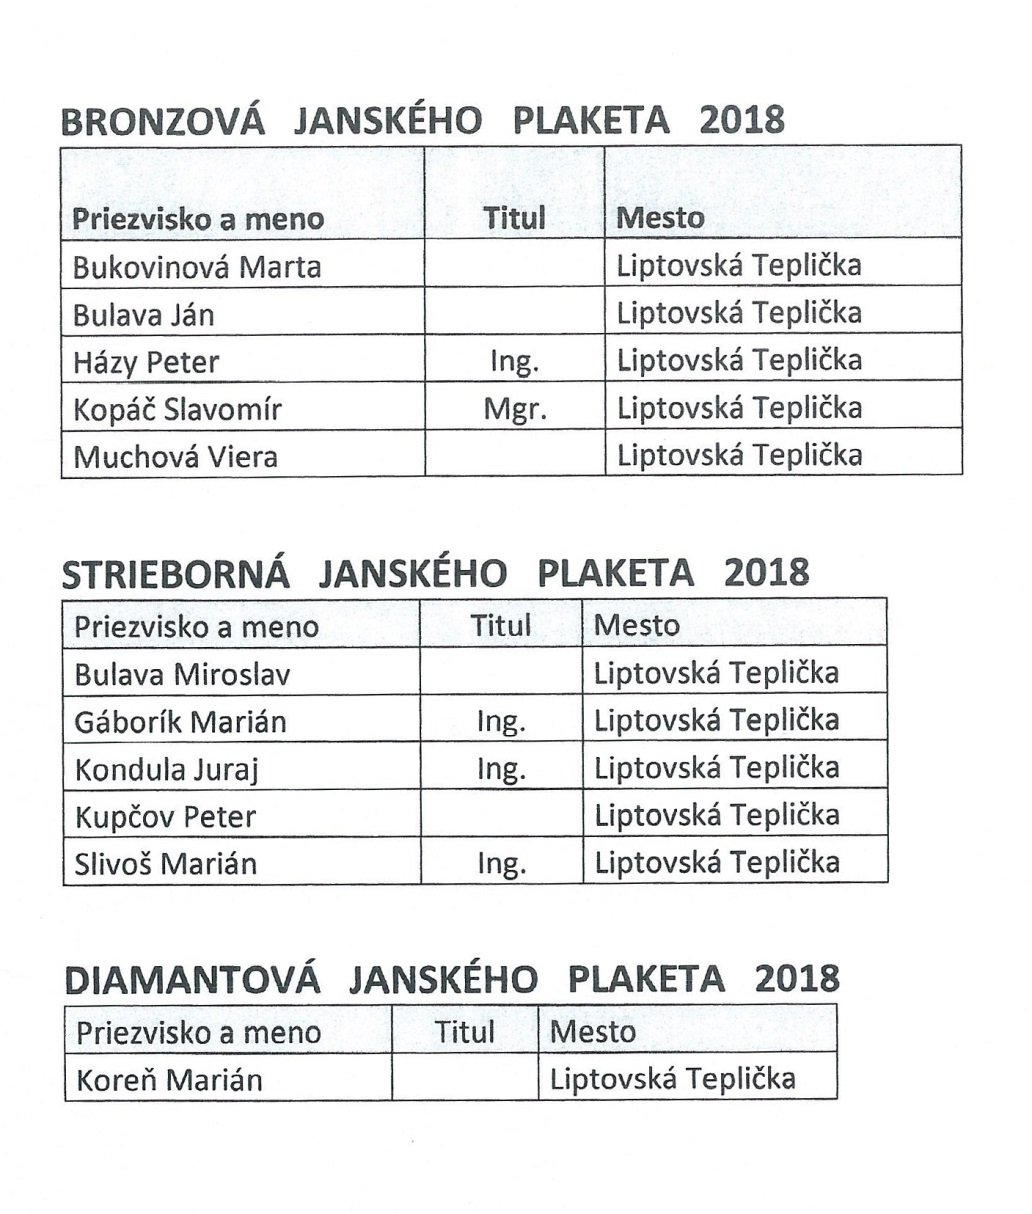 BRONZOVÁ JANSKÉHO PLAKETA 2018
Priezvisko a meno Titul Mesto
Bukovinová Marta Liptovská Teplička
Bulava Ján Liptovská Teplička
Házy Peter Ing. Liptovská Teplička
Kopáč Slavomír Mgr. Liptovská Teplička
Muchová Viera Liptovská Teplička
STRIEBORNÁ JANSKÉHO PLAKETA 2018
Priezvisko a meno Titul Mesto
Bulava Miroslav Liptovská Teplička
Gáborík Marián Ing. Liptovská Teplička
Kondula Juraj Ing. Liptovská Teplička
Kupčov Peter Liptovská Teplička
Slivoš Marián Ing. Liptovská Teplička
DIAMANTOVÁ JANSKÉHO PLAKETA 2018
Priezvisko a meno Titul Mesto
Koreň Marián Liptovská Teplička